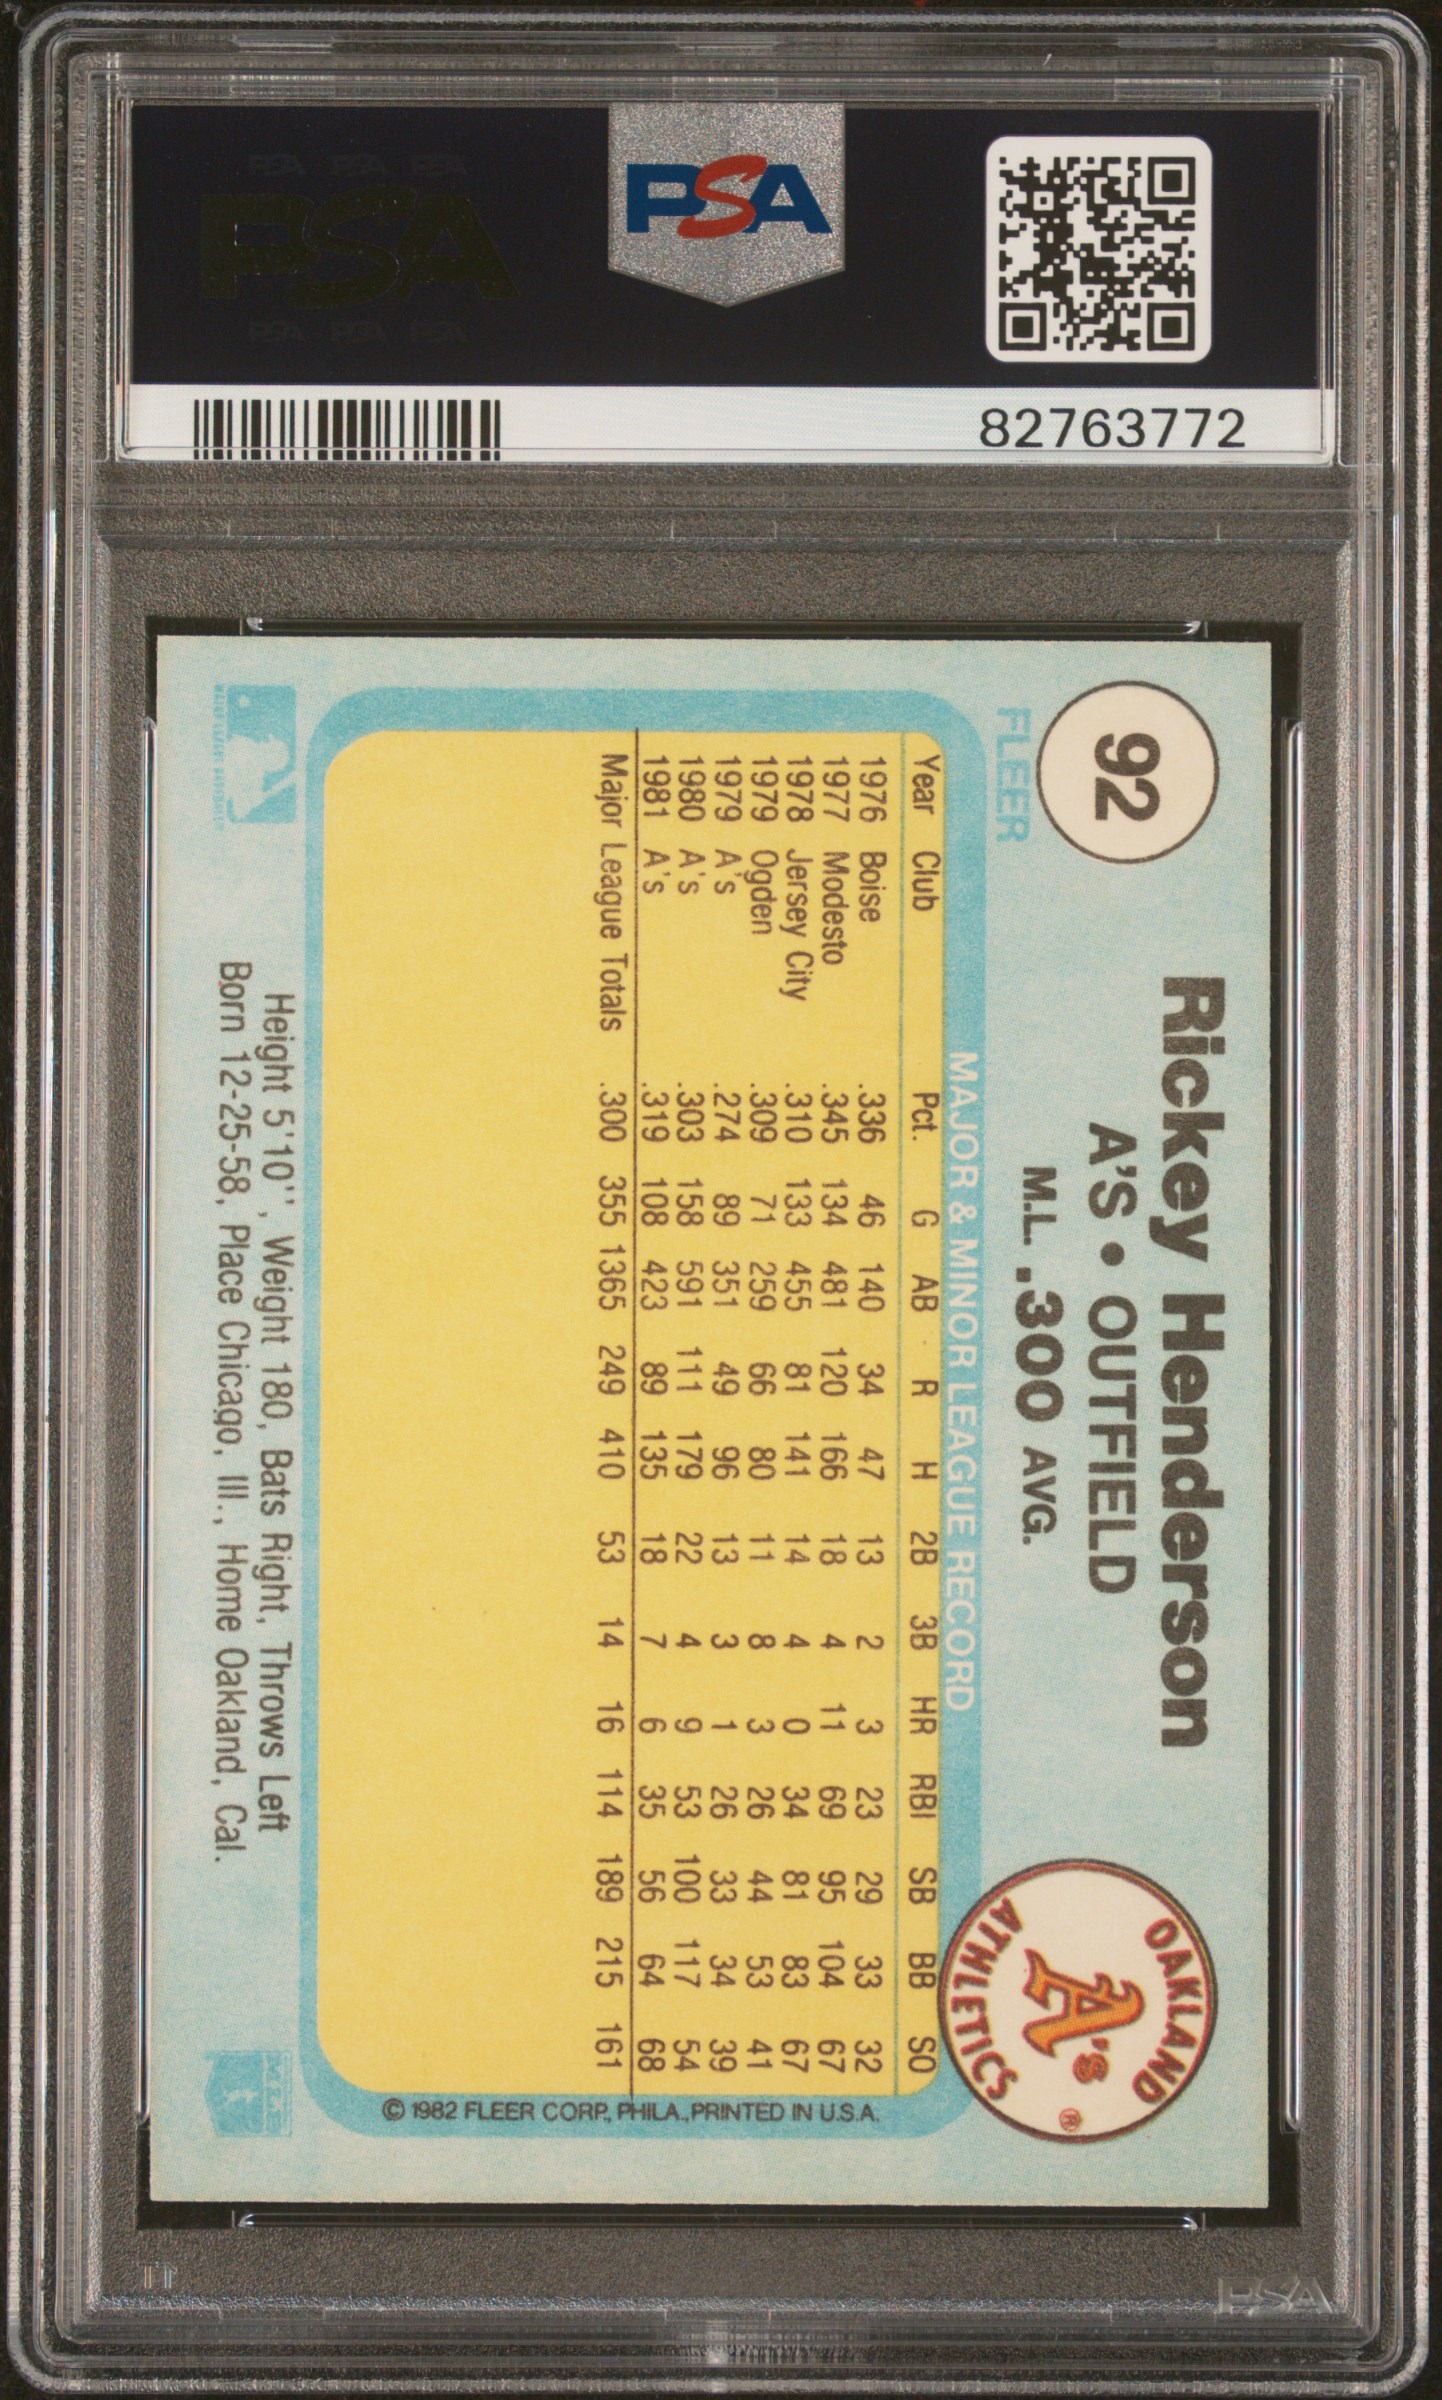 PSA PSA PSA
PSA
PSA PSA PSA
PSA
82763772
92
FLEER
Rickey Henderson
A'S • OUTFIELD
M.L. .300 AVG.
OAKLAND
A's
ATHLETICS
®
MAJOR & MINOR LEAGUE RECORD
Year Club Pct. G AB R H 2B 3B HR RBI SB BB SO
1976 Boise .336 46 140 34 47 13 2 3 23 29 33 32
1977 Modesto .345 134 481 120 166 18 4 11 69 95 104 67
1978 Jersey City .310 133 455 81 141 14 4 0 34 81 83 67
1979 Ogden .309 71 259 66 80 11 8 3 26 44 53 41
1979 A's .274 89 351 49 96 13 3 1 26 33 34 39
1980 A's .303 158 591 111 179 22 4 9 53 100 117 54
1981 A's .319 108 423 89 135 18 7 6 35 56 64 68
Major League Totals .300 355 1365 249 410 53 14 16 114 189 215 161
© 1982 FLEER CORP., PHILA., PRINTED IN U.S.A.
Height 5'10'', Weight 180, Bats Right, Throws Left
Born 12-25-58, Place Chicago, Ill., Home Oakland, Cal.
PSA